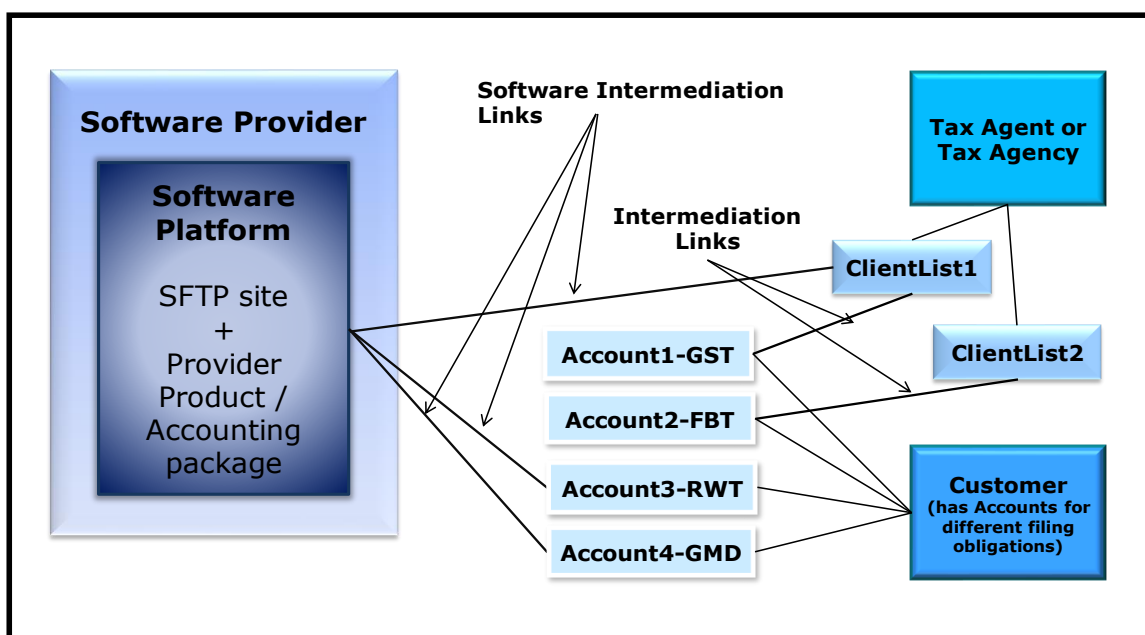 Software Provider
Software
Platform
SFTP site
+
Provider
Product /
Accounting
package
Software Intermediation
Links
Intermediation
Links
Tax Agent or
Tax Agency
ClientList1
ClientList2
Account1-GST
Account2-FBT
Account3-RWT
Account4-GMD
Customer
(has Accounts for
different filing
obligations)